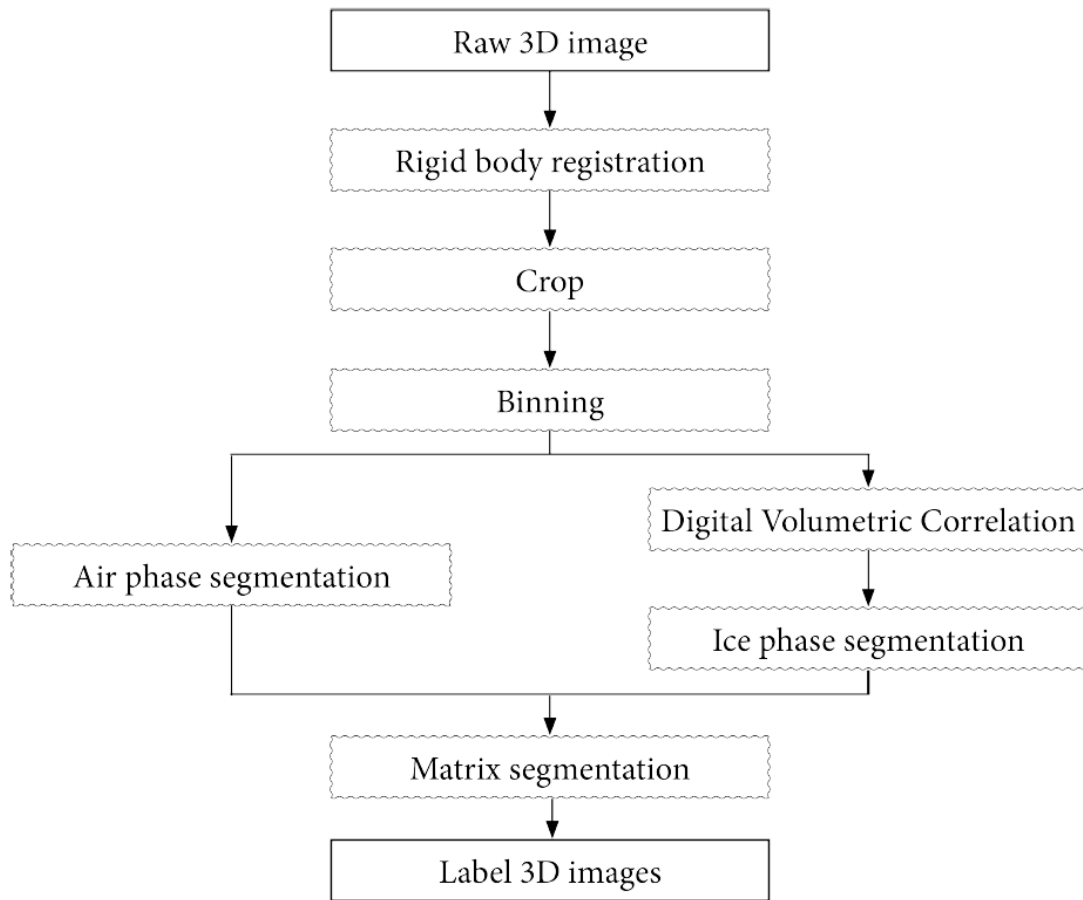 Raw 3D image
Rigid body registration
Crop
Binning
Digital Volumetric Correlation
Air phase segmentation
Ice phase segmentation
Matrix segmentation
Label 3D images